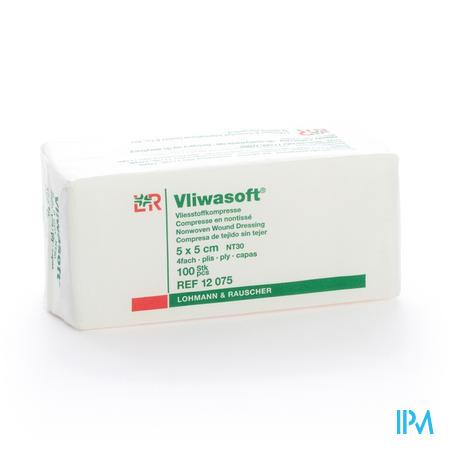 L&R Vliwasoft®
Vliesstoffkompresse
Compresse en nontissé
Nonwoven Wound Dressing
Compresa de tejido sin tejer
5 x 5 cm NT30
4fach - plis - ply - capas
100 Stk pcs
REF 12 075
LOHMANN & RAUSCHER
Vliwasoft
IPM